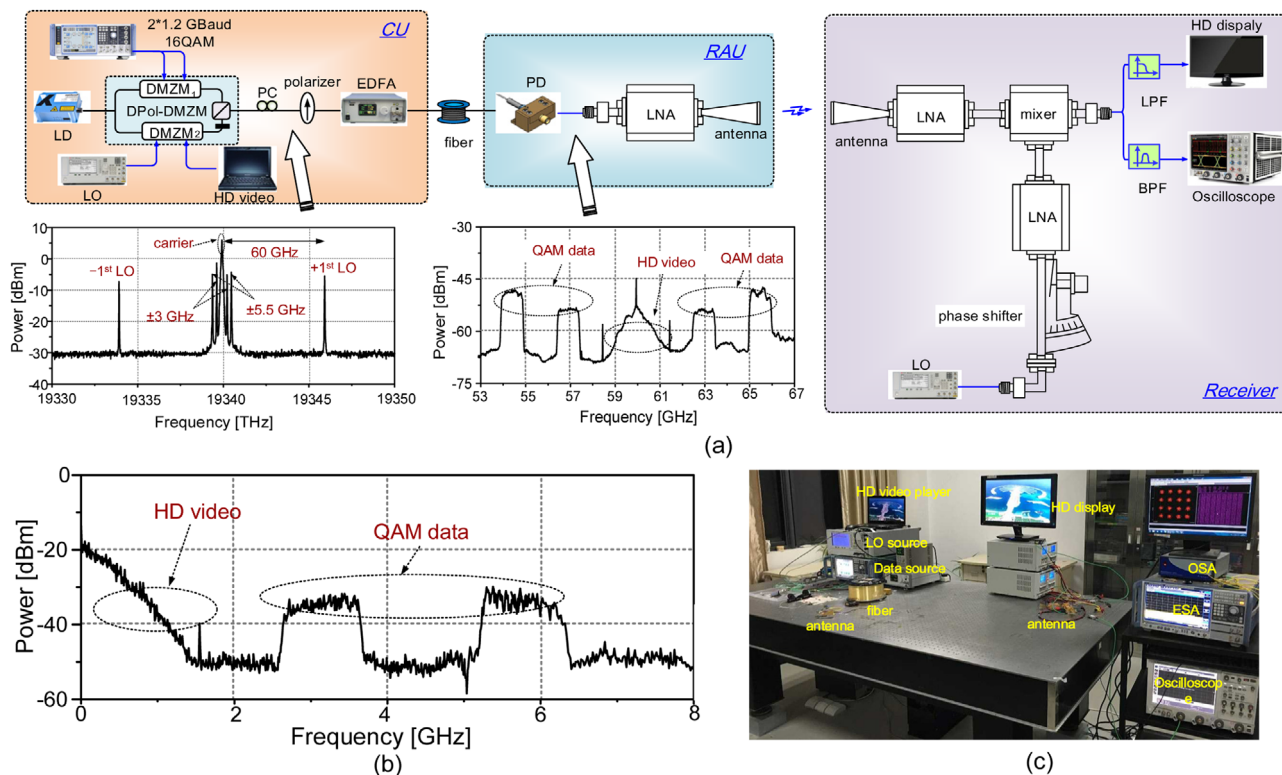 CU
2*1.2 GBaud
16QAM
DMZM1
DPol-DMZM
DMZM2
LD
LO
HD video
PC
polarizer
EDFA
fiber
RAU
PD
LNA
antenna
antenna
LNA
mixer
LPF
HD dispaly
BPF
Oscilloscope
LNA
phase shifter
LO
Receiver
Power [dBm]
10
0
-10
-20
-30
-40
carrier
60 GHz
−1st LO
+1st LO
±3 GHz
±5.5 GHz
19330 19335 19340 19345 19350
Frequency [THz]
Power [dBm]
-30
-45
-60
-75
QAM data
HD video
QAM data
53 55 57 59 61 63 65 67
Frequency [GHz]
(a)
Power [dBm]
0
-20
-40
-60
HD video
QAM data
0 2 4 6 8
Frequency [GHz]
(b)
HD video player
HD display
LO source
Data source
fiber
antenna
antenna
OSA
ESA
Oscilloscop
e
(c)